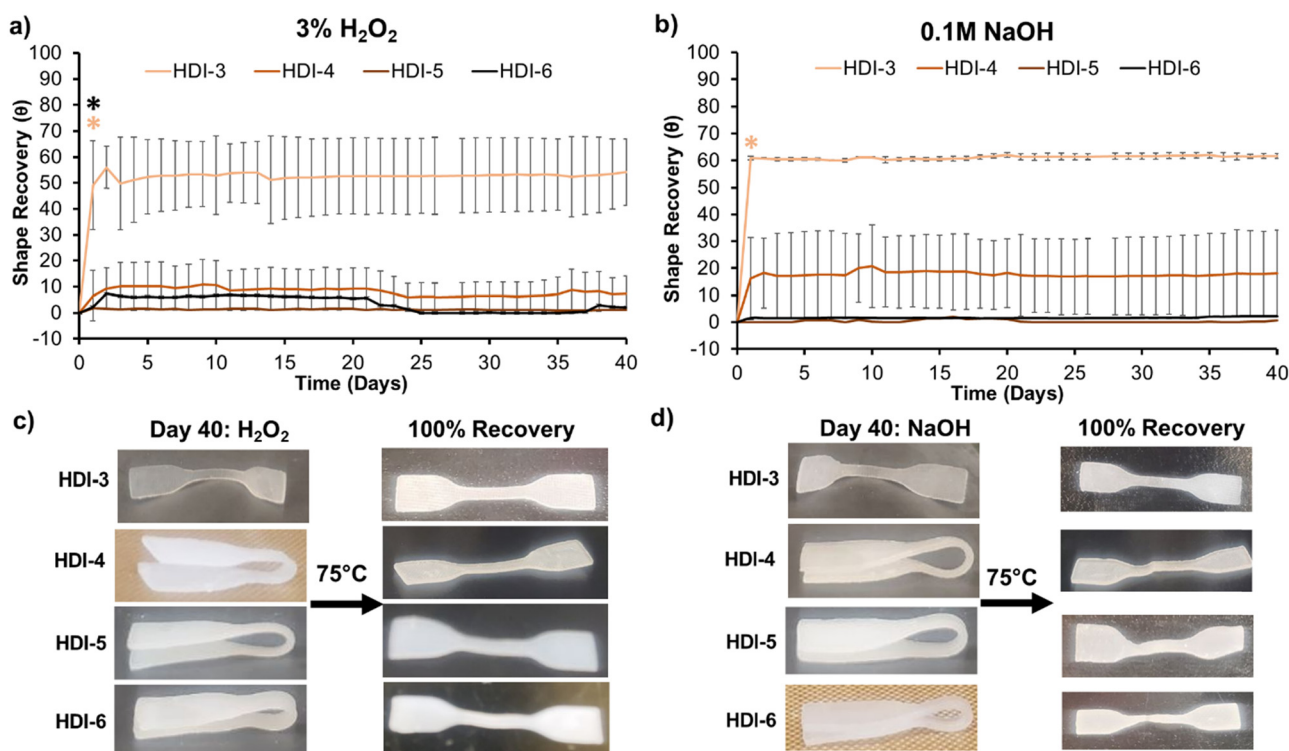 a)
3% H₂O₂
HDI-3 HDI-4 HDI-5 HDI-6
Shape Recovery (θ)
100
90
80
70
60
50
40
30
20
10
0
-10
*
*
0 5 10 15 20 25 30 35 40
Time (Days)
b)
0.1M NaOH
HDI-3 HDI-4 HDI-5 HDI-6
Shape Recovery (θ)
100
90
80
70
60
50
40
30
20
10
0
-10
*
0 5 10 15 20 25 30 35 40
Time (Days)
c)
Day 40: H₂O₂ 100% Recovery
HDI-3
HDI-4
75°C
HDI-5
HDI-6
d)
Day 40: NaOH 100% Recovery
HDI-3
HDI-4
75°C
HDI-5
HDI-6